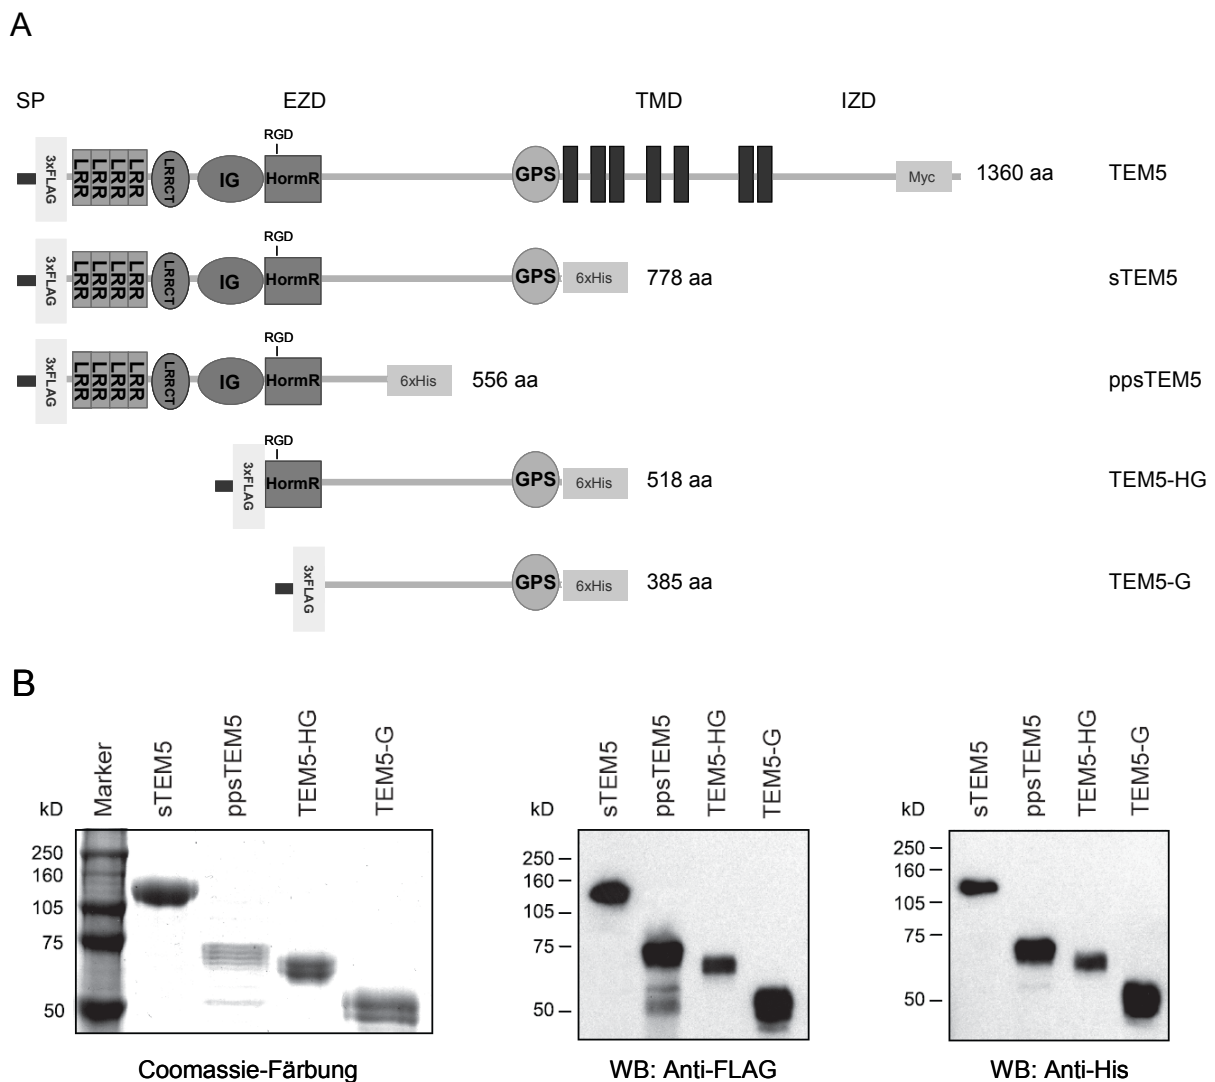 A
SP EZD TMD IZD
RGD
3xFLAG LRR LRR LRR LRR LRRCT IG HormR GPS Myc 1360 aa TEM5
RGD
3xFLAG LRR LRR LRR LRR LRRCT IG HormR GPS 6xHis 778 aa sTEM5
RGD
3xFLAG LRR LRR LRR LRR LRRCT IG HormR 6xHis 556 aa ppsTEM5
RGD
3xFLAG HormR GPS 6xHis 518 aa TEM5-HG
3xFLAG GPS 6xHis 385 aa TEM5-G
B
kD Marker sTEM5 ppsTEM5 TEM5-HG TEM5-G
250
160
105
75
50
Coomassie-Färbung
kD sTEM5 ppsTEM5 TEM5-HG TEM5-G
250 –
160 –
105 –
75 –
50 –
WB: Anti-FLAG
kD sTEM5 ppsTEM5 TEM5-HG TEM5-G
250 –
160 –
105 –
75 –
50 –
WB: Anti-His